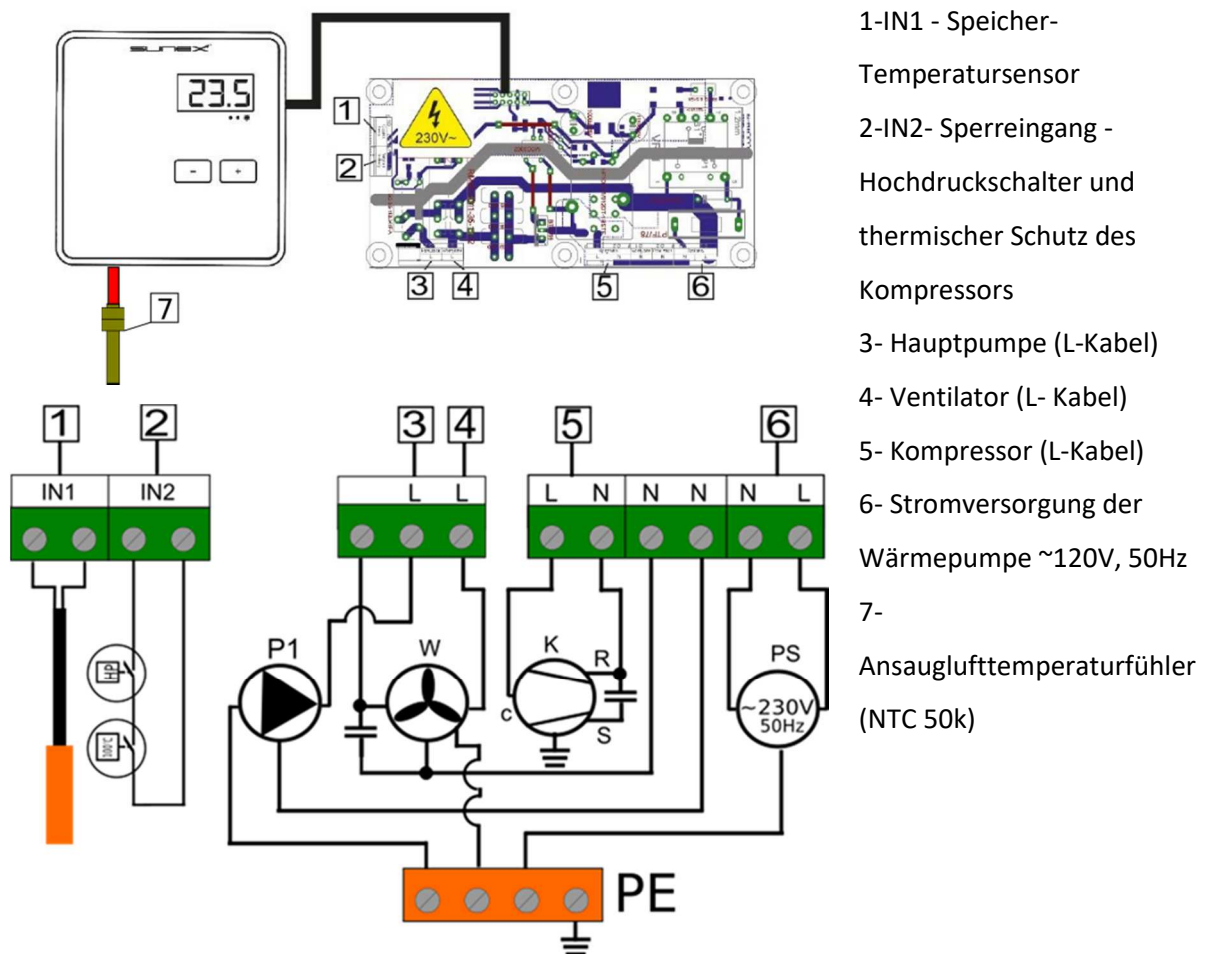 sunex
23.5
- +
230V~
1
2
3 4 5 6
7
1-IN1 - Speicher-
Temperatursensor
2-IN2- Sperreingang -
Hochdruckschalter und
thermischer Schutz des
Kompressors
3- Hauptpumpe (L-Kabel)
4- Ventilator (L- Kabel)
5- Kompressor (L-Kabel)
6- Stromversorgung der
Wärmepumpe ~120V, 50Hz
7-
Ansauglufttemperaturfühler
(NTC 50k)
1 2 3 4 5 6
IN1 IN2 L L L N N N N L
HP
100°C
P1 W K R PS
c S
~230V
50Hz
PE